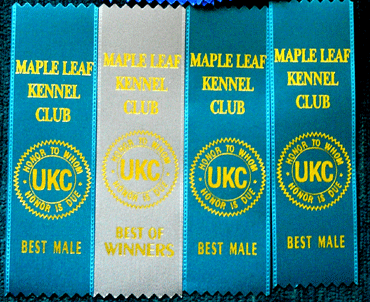 MAPLE LEAF
KENNEL
CLUB
HONOR TO WHOM
UKC
HONOR IS DUE
BEST MALE
MAPLE LEAF
KENNEL
CLUB
HONOR TO WHOM
UKC
HONOR IS DUE
BEST OF
WINNERS
MAPLE LEAF
KENNEL
CLUB
HONOR TO WHOM
UKC
HONOR IS DUE
BEST MALE
MAPLE LEAF
KENNEL
CLUB
HONOR TO WHOM
UKC
HONOR IS DUE
BEST MALE